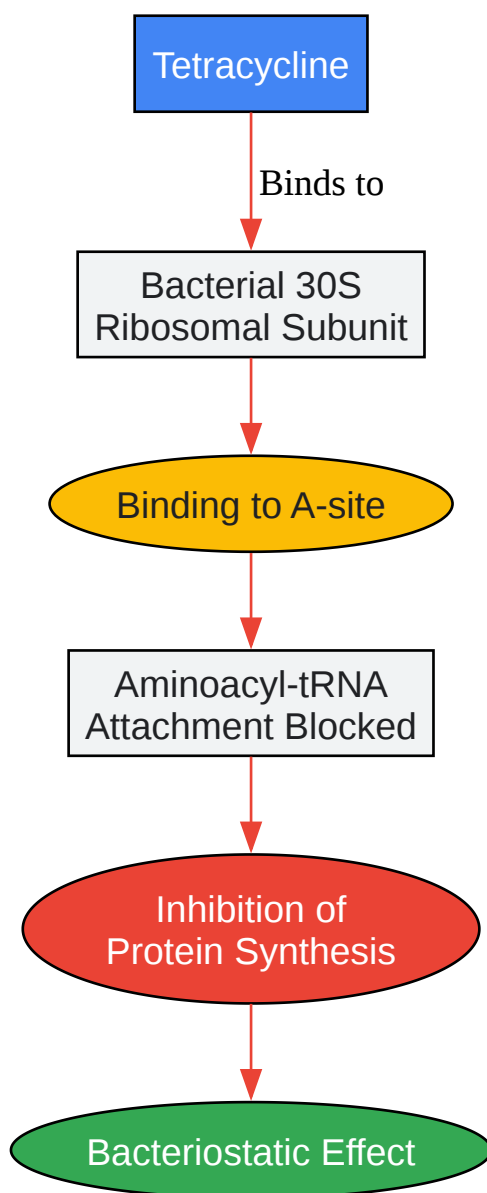 Tetracycline
Binds to
Bacterial 30S
Ribosomal Subunit
Binding to A-site
Aminoacyl-tRNA
Attachment Blocked
Inhibition of
Protein Synthesis
Bacteriostatic Effect